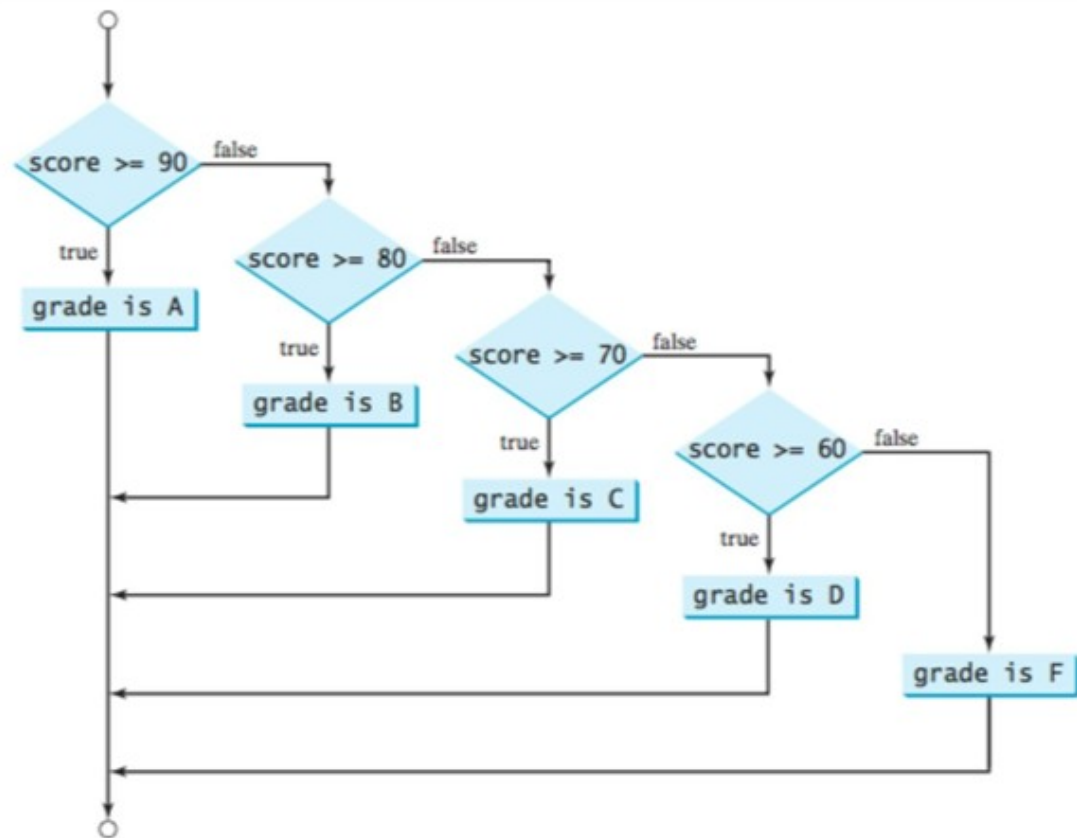 score >= 90
false
true
grade is A
score >= 80
false
true
grade is B
score >= 70
false
true
grade is C
score >= 60
false
true
grade is D
grade is F